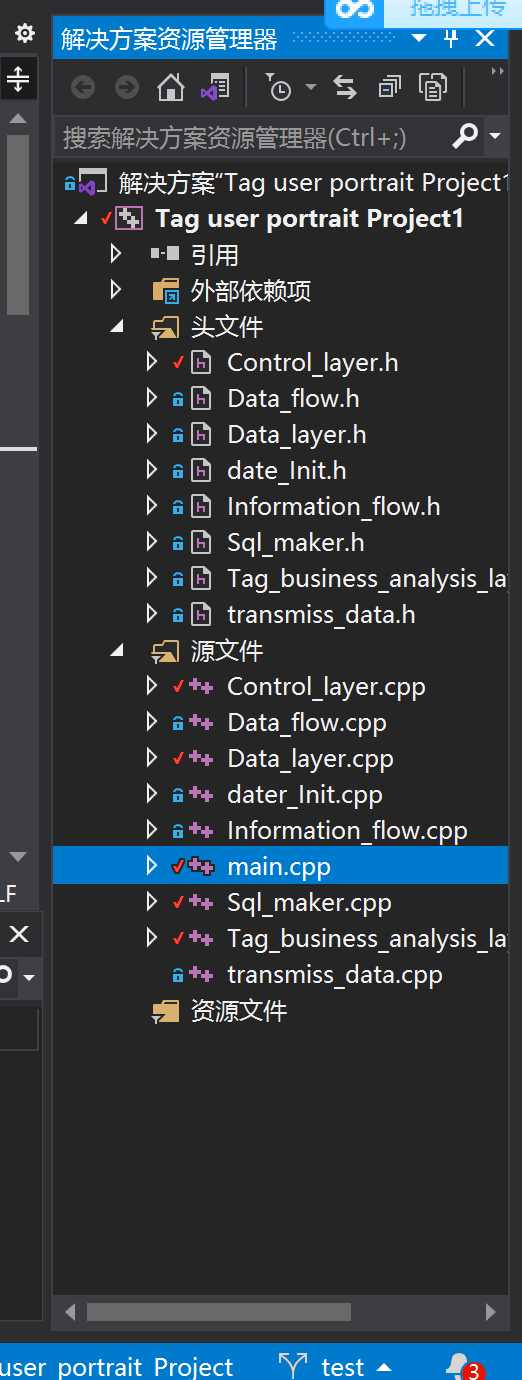 拖拽上传
解决方案资源管理器
搜索解决方案资源管理器(Ctrl+;)
解决方案"Tag user portrait Project1
Tag user portrait Project1
引用
外部依赖项
头文件
Control_layer.h
Data_flow.h
Data_layer.h
date_Init.h
Information_flow.h
Sql_maker.h
Tag_business_analysis_la
transmiss_data.h
源文件
Control_layer.cpp
Data_flow.cpp
Data_layer.cpp
dater_Init.cpp
Information_flow.cpp
main.cpp
Sql_maker.cpp
Tag_business_analysis_la
transmiss_data.cpp
资源文件
LF
user portrait Project
test
3